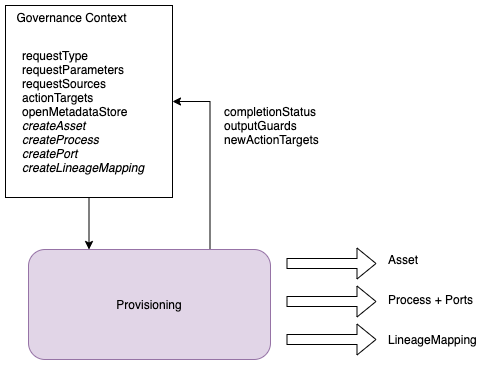 Governance Context
requestType
requestParameters
requestSources
actionTargets
openMetadataStore
createAsset
createProcess
createPort
createLineageMapping
completionStatus
outputGuards
newActionTargets
Provisioning
Asset
Process + Ports
LineageMapping